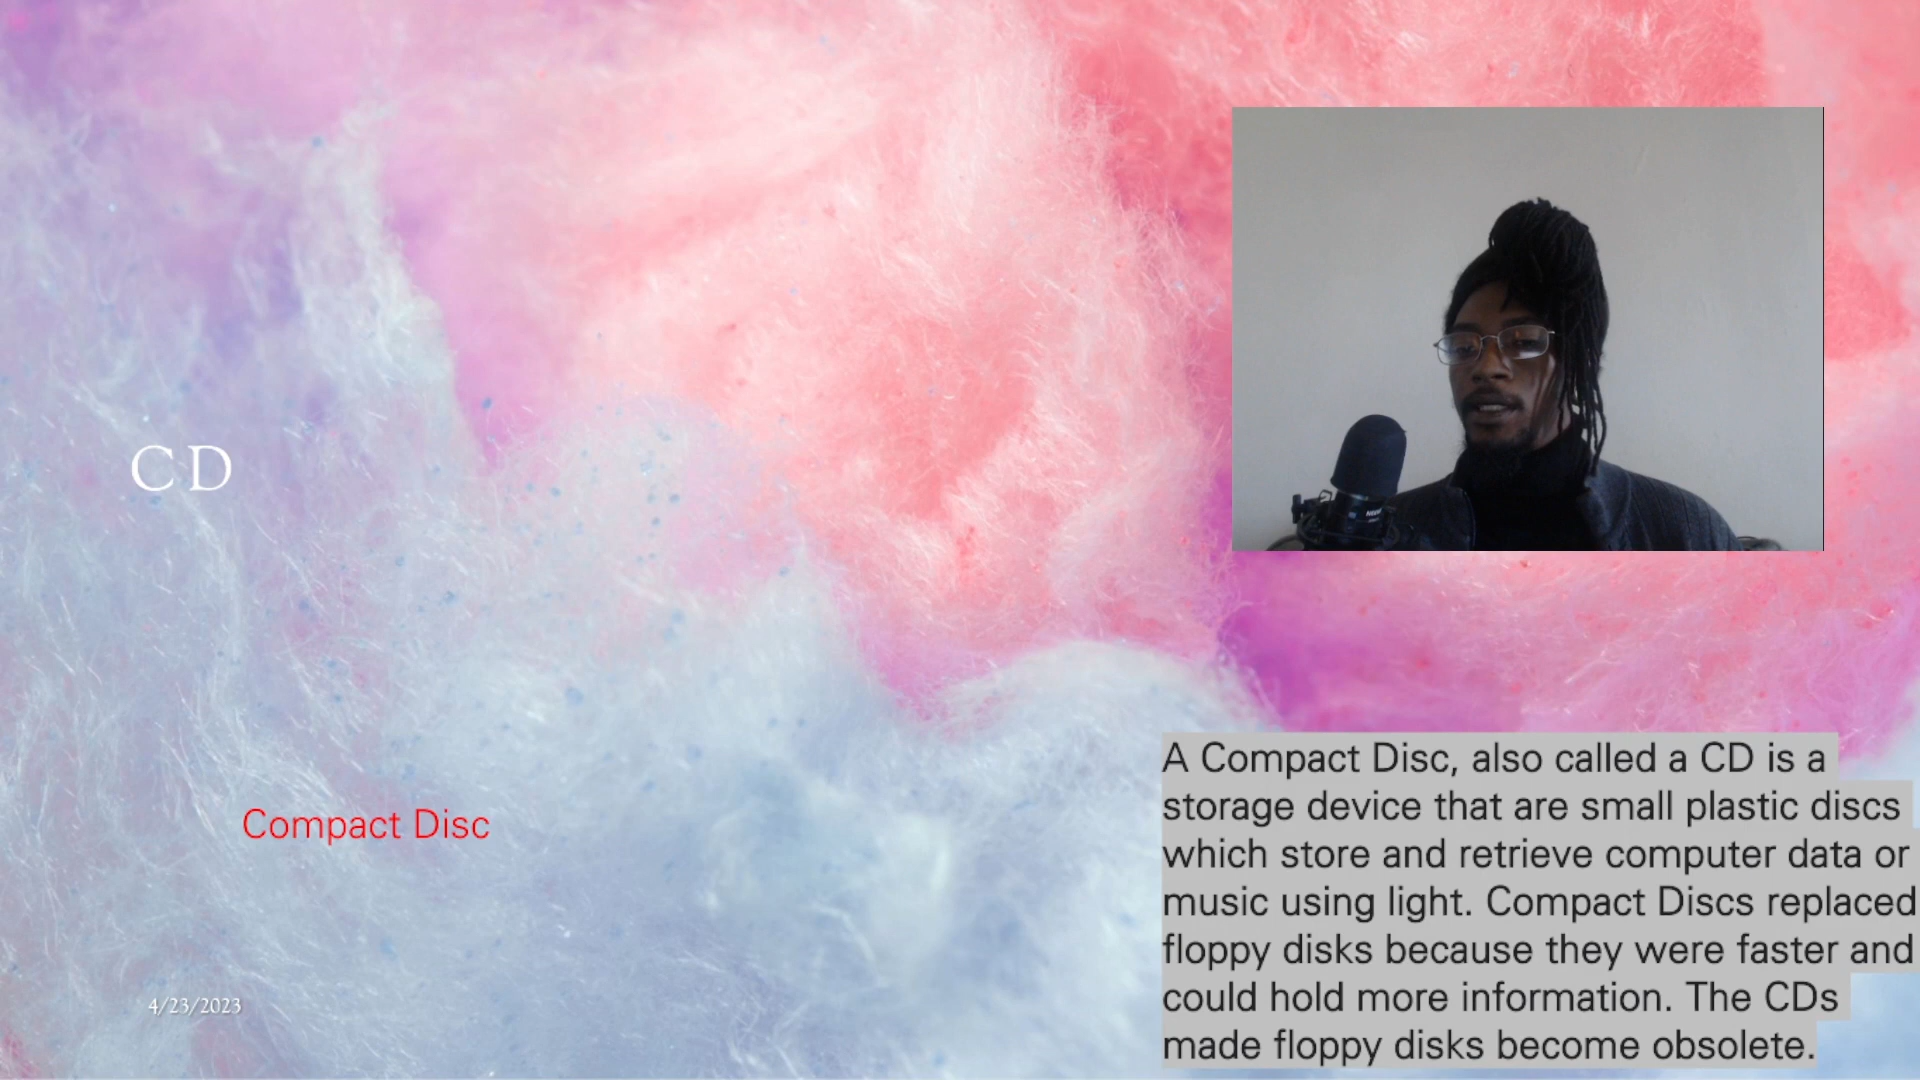 CD
Compact Disc
4/23/2023
A Compact Disc, also called a CD is a
storage device that are small plastic discs
which store and retrieve computer data or
music using light. Compact Discs replaced
floppy disks because they were faster and
could hold more information. The CDs
made floppy disks become obsolete.